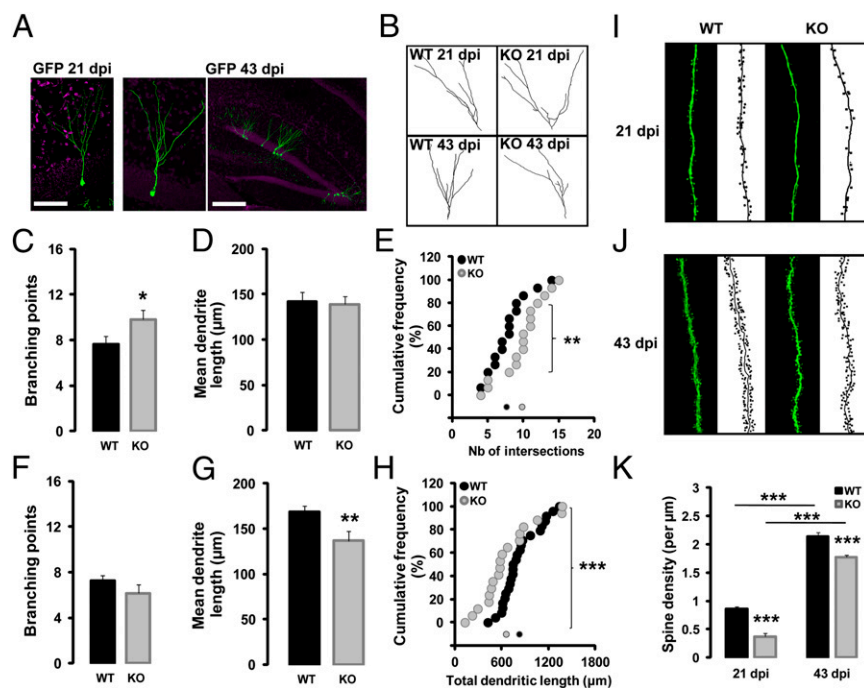 A
GFP 21 dpi
GFP 43 dpi
B
WT 21 dpi
KO 21 dpi
WT 43 dpi
KO 43 dpi
C
Branching points
16
12
8
4
0
*
WT
KO
D
Mean dendrite
length (µm)
200
150
100
50
0
WT
KO
E
WT
KO
Cumulative frequency
(%)
120
100
80
60
40
20
0
**
0
5
10
15
20
Nb of intersections
F
Branching points
16
12
8
4
0
WT
KO
G
Mean dendrite length
(µm)
200
150
100
50
0
**
WT
KO
H
WT
KO
Cumulative frequency
(%)
120
100
80
60
40
20
0
***
0
600
1200
1800
Total dendritic length (µm)
I
WT
KO
21 dpi
J
43 dpi
K
WT
KO
Spine density (per µm)
3
2.5
2
1.5
1
0.5
0
***
***
***
***
21 dpi
43 dpi